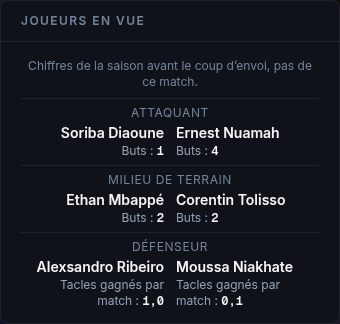 JOUEURS EN VUE
Chiffres de la saison avant le coup d’envoi, pas de
ce match.
ATTAQUANT
Soriba Diaoune Ernest Nuamah
Buts : 1 Buts : 4
MILIEU DE TERRAIN
Ethan Mbappé Corentin Tolisso
Buts : 2 Buts : 2
DÉFENSEUR
Alexsandro Ribeiro Moussa Niakhate
Tacles gagnés par Tacles gagnés par
match : 1,0 match : 0,1